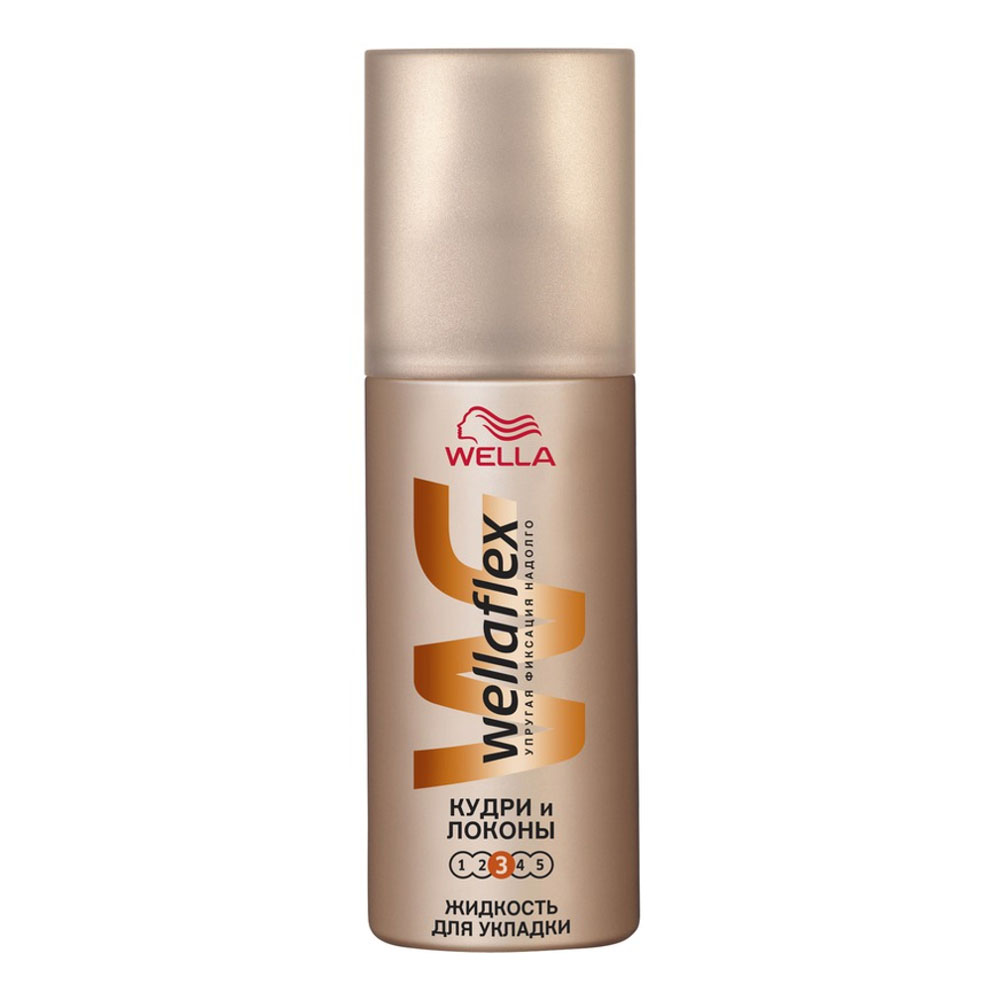 WELLA
wellaflex
УПРУГАЯ ФИКСАЦИЯ НАДОЛГО
КУДРИ и
ЛОКОНЫ
1 2 3 4 5
ЖИДКОСТЬ
ДЛЯ УКЛАДКИ